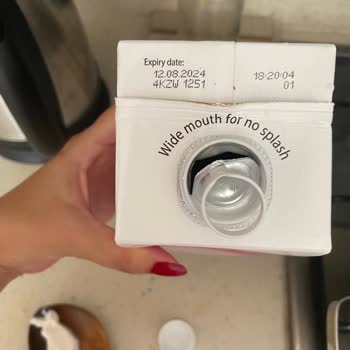 Expiry date:
12.08.2024 18:20:04
4KZW 1251 01
Wide mouth for no splash